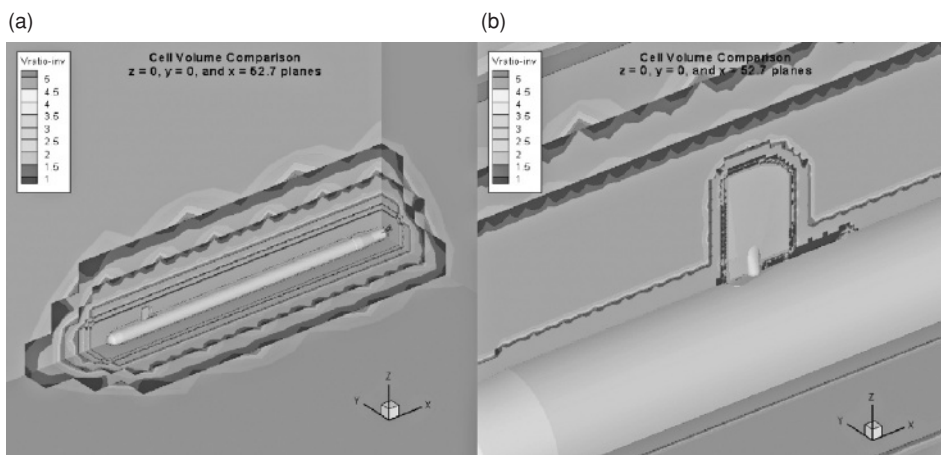 (a)
Vratio-inv
5
4.5
4
3.5
3
2.5
2
1.5
1
Cell Volume Comparison
z = 0, y = 0, and x = 52.7 planes
Z
Y
X
(b)
Vratio-inv
5
4.5
4
3.5
3
2.5
2
1.5
1
Cell Volume Comparison
z = 0, y = 0, and x = 52.7 planes
Z
Y
X